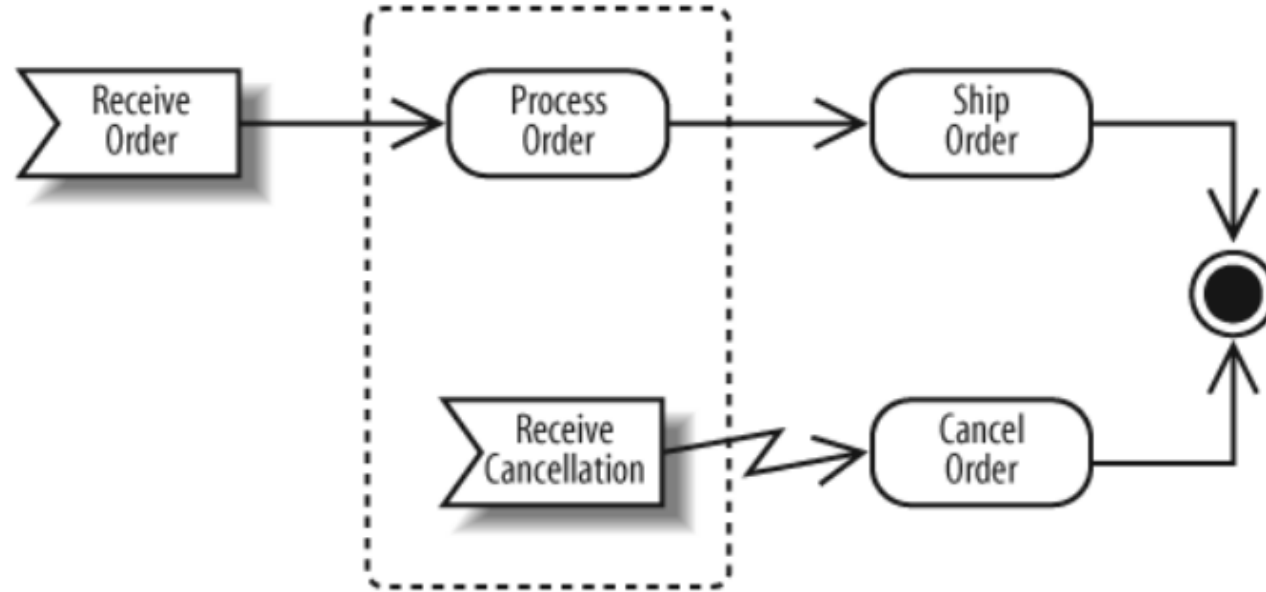 Receive
Order
Process
Order
Ship
Order
Receive
Cancellation
Cancel
Order